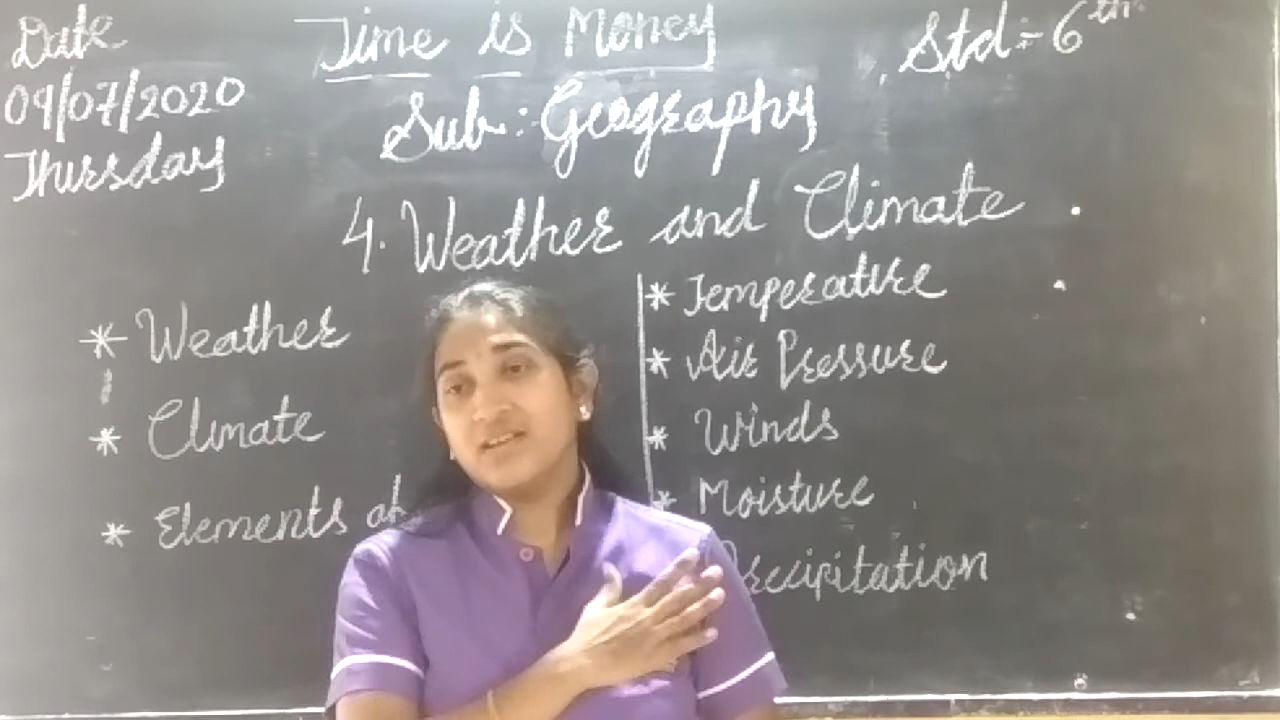 Date
09/07/2020
Thursday
Time is Money
Std:- 6th
Sub: Geography
4. Weather and Climate
* Weather
* Climate
* Elements of
* Temperature
* Air Pressure
* Winds
* Moisture
Precipitation